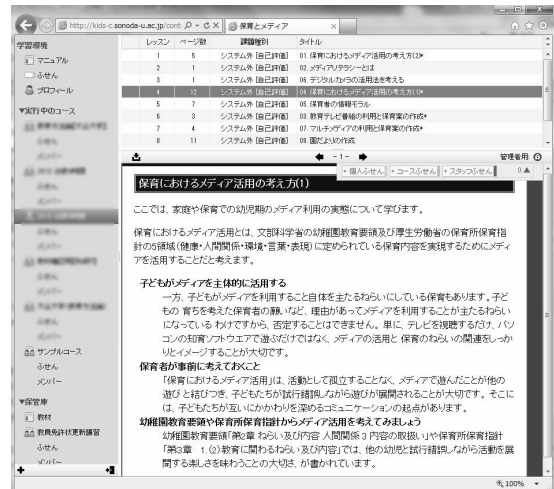 http://kids-c.sonoda-u.ac.jp/cont
保育とメディア
学習環境
マニュアル
ふせん
プロフィール
▼実行中のコース
サンプルコース
ふせん
メンバー
▼保管庫
教材
教員免許状更新講習
ふせん
メンバー
レッスン ページ数 課題種別 タイトル
1 5 システム外 [自己評価] 01. 保育におけるメディア活用の考え方(2)*
2 1 システム外 [自己評価] 02. メディアリテラシーとは
3 1 システム外 [自己評価] 06. デジタルカメラの活用法を考える
4 12 システム外 [自己評価] 04. 保育におけるメディア活用の考え方(1)*
5 7 システム外 [自己評価] 05. 保育者の情報モラル
6 3 システム外 [自己評価] 03. 教育テレビ番組の利用と保育案の作成*
7 4 システム外 [自己評価] 07. マルチメディアの利用と保育案の作成*
8 11 システム外 [自己評価] 08. 園だよりの作成
- 1 - 管理者用
+ 個人ふせん + コースふせん + スタッフふせん 0▲
保育におけるメディア活用の考え方(1)
ここでは、家庭や保育での幼児期のメディア利用の実態について学びます。
保育におけるメディア活用とは、文部科学省の幼稚園教育要領及び厚生労働省の保育所保育指
針の5領域(健康・人間関係・環境・言葉・表現)に定められている保育内容を実現するためにメディ
アを活用することだと考えます。
子どもがメディアを主体的に活用する
一方、子どもがメディアを利用すること自体を主たるねらいにしている保育もあります。子ど
もの 育ちを考えた保育者の願いなど、理由があってメディアを利用することが主たるねらい
になっている わけですから、否定することはできません。単に、テレビを視聴するだけ、パソ
コンの知育ソフトウエアで遊ぶだけではなく、メディアの活用と 保育のねらいの関連をしっか
りとイメージすることが大切です。
保育者が事前に考えておくこと
「保育におけるメディア活用」は、活動として孤立することなく、メディアで遊んだことが他の
遊び と結びつき、子どもたちが試行錯誤しながら遊びが展開されることが大切です。そこに
は、子どもたちが互いにかかわりを深めるコミュニケーションの起点があります。
幼稚園教育要領や保育所保育指針からメディア活用を考えてみましょう
幼稚園教育要領「第2章 ねらい及び内容 人間関係 3 内容の取扱い」や保育所保育指針
「第3章 1.(2)教育に関わるねらい及び内容」では、他の幼児と試行錯誤しながら活動を展
開する楽しさを味わうことの大切さ、が書かれています。
100%